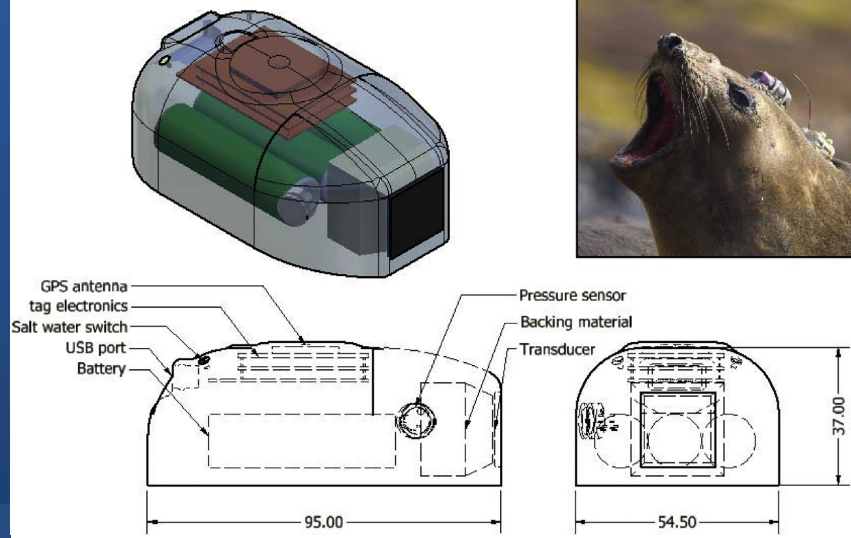 GPS antenna
tag electronics
Salt water switch
USB port
Battery
Pressure sensor
Backing material
Transducer
37.00
95.00
54.50